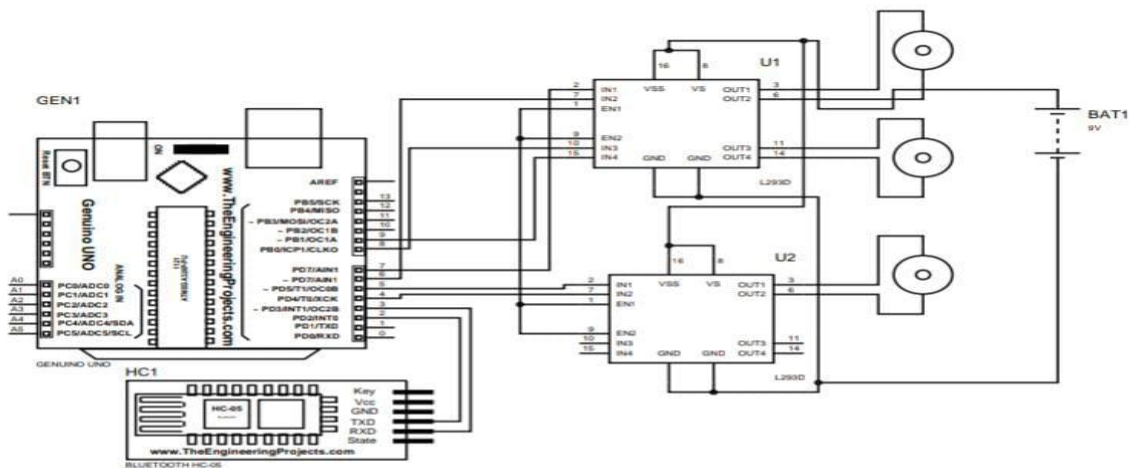 GEN1
Reset BTN
ON
Genuino UNO
www.TheEngineeringProjects.com
ANALOG IN
AREF
PB5/SCK 13
PB4/MISO 12
~ PB3/MOSI/OC2A 11
~ PB2/OC1B 10
~ PB1/OC1A 9
PB0/ICP1/CLKO 8
PD7/AIN1 7
~ PD7/AIN1 6
~ PD5/T1/OC0B 5
PD4/T0/XCK 4
~ PD3/INT1/OC2B 3
PD2/INT0 2
PD1/TXD 1
PD0/RXD 0
A0 PC0/ADC0
A1 PC1/ADC1
A2 PC2/ADC2
A3 PC3/ADC3
A4 PC4/ADC4/SDA
A5 PC5/ADC5/SCL
GENUINO UNO
HC1
HC-05
Key
Vcc
GND
TXD
RXD
State
www.TheEngineeringProjects.com
BLUETOOTH HC-05
U1
16 8
2 IN1 VSS VS OUT1 3
7 IN2 OUT2 6
1 EN1
9 EN2
10 IN3 OUT3 11
15 IN4 GND GND OUT4 14
L293D
U2
16 8
2 IN1 VSS VS OUT1 3
7 IN2 OUT2 6
1 EN1
9 EN2
10 IN3 OUT3 11
15 IN4 GND GND OUT4 14
L293D
BAT1
9V